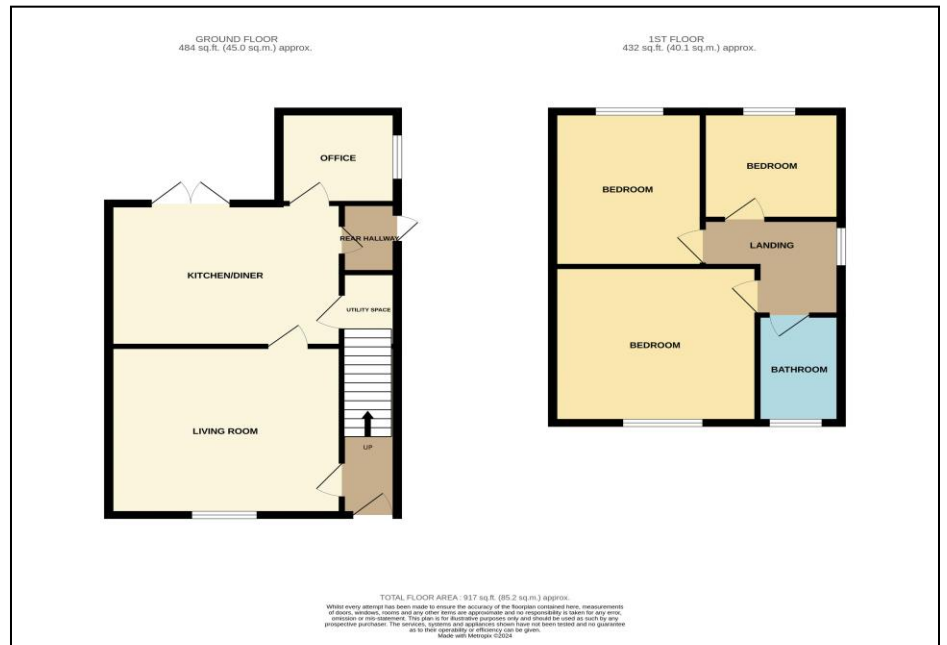 GROUND FLOOR
484 sq.ft. (45.0 sq.m.) approx.
OFFICE
REAR HALLWAY
KITCHEN/DINER
UTILITY SPACE
LIVING ROOM
UP
1ST FLOOR
432 sq.ft. (40.1 sq.m.) approx.
BEDROOM
BEDROOM
LANDING
BEDROOM
BATHROOM
TOTAL FLOOR AREA : 917 sq.ft. (85.2 sq.m.) approx.
Whilst every attempt has been made to ensure the accuracy of the floorplan contained here, measurements
of doors, windows, rooms and any other items are approximate and no responsibility is taken for any error,
omission or mis-statement. This plan is for illustrative purposes only and should be used as such by any
prospective purchaser. The services, systems and appliances shown have not been tested and no guarantee
as to their operability or efficiency can be given.
Made with Metropix ©2024